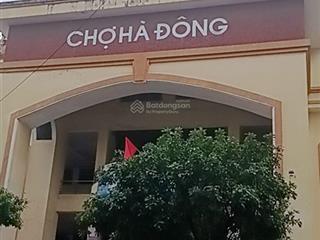 CHỢ HÀ ĐÔNG
Batdongsan
by PropertyGuru